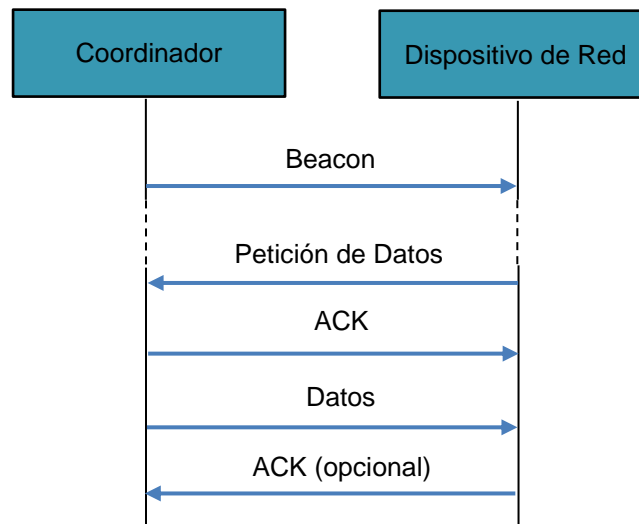 Coordinador
Dispositivo de Red
Beacon
Petición de Datos
ACK
Datos
ACK (opcional)